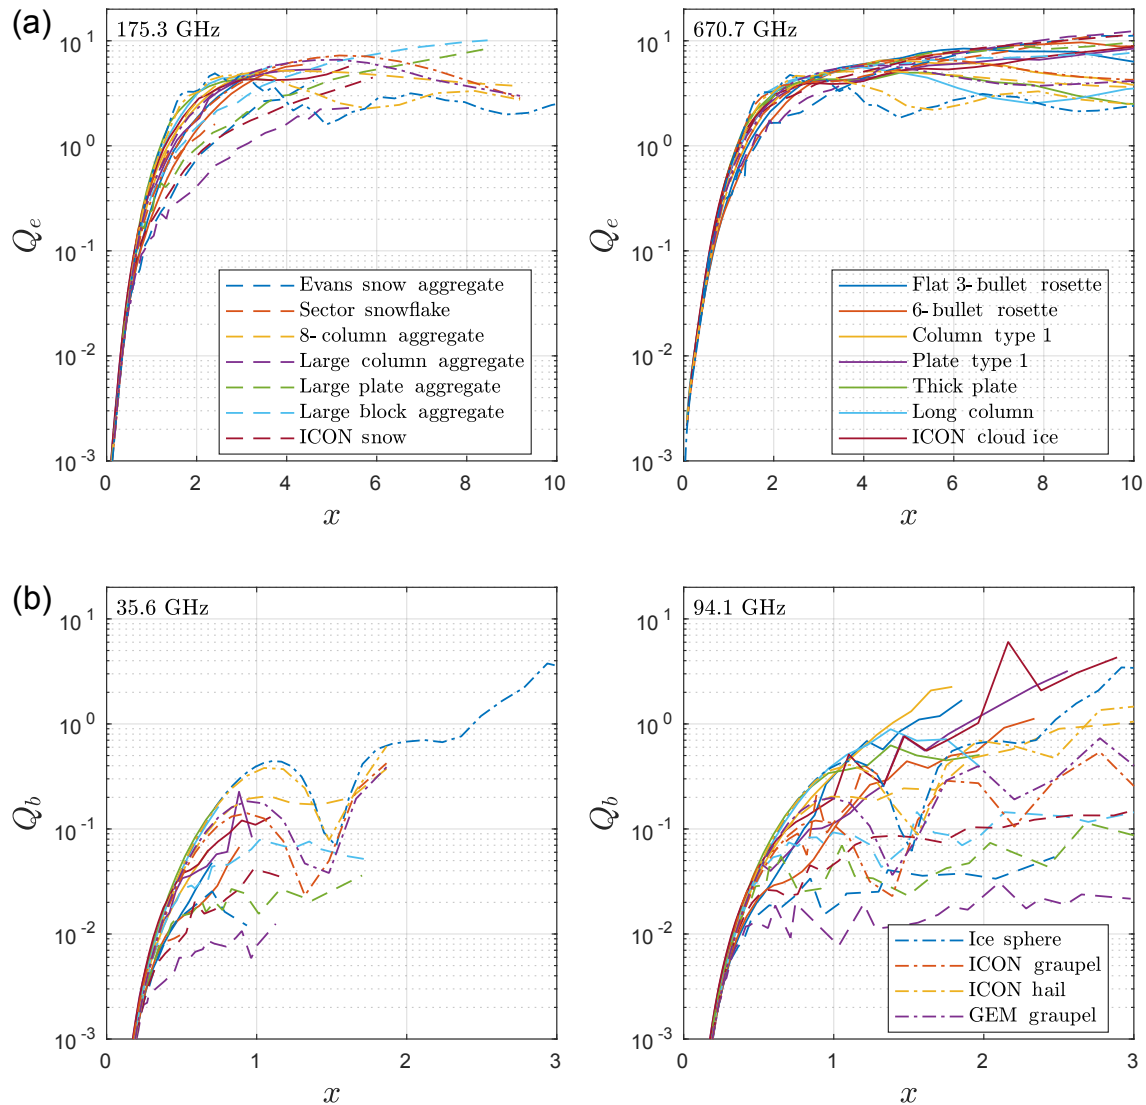 (a)
175.3 GHz
10^1
10^0
10^-1
10^-2
10^-3
Q_e
0 2 4 6 8 10
x
Evans snow aggregate
Sector snowflake
8-column aggregate
Large column aggregate
Large plate aggregate
Large block aggregate
ICON snow
670.7 GHz
10^1
10^0
10^-1
10^-2
10^-3
Q_e
0 2 4 6 8 10
x
Flat 3-bullet rosette
6-bullet rosette
Column type 1
Plate type 1
Thick plate
Long column
ICON cloud ice
(b)
35.6 GHz
10^1
10^0
10^-1
10^-2
10^-3
Q_b
0 1 2 3
x
94.1 GHz
10^1
10^0
10^-1
10^-2
10^-3
Q_b
0 1 2 3
x
Ice sphere
ICON graupel
ICON hail
GEM graupel